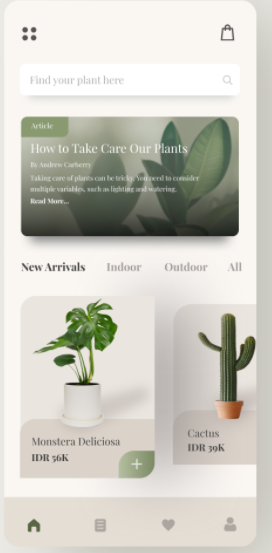 Find your plant here
Article
How to Take Care Our Plants
By Andrew Carberry
Taking care of plants can be tricky. You need to consider
multiple variables, such as lighting and watering.
Read More...
New Arrivals Indoor Outdoor All
Monstera Deliciosa
IDR 56K
+
Cactus
IDR 39K